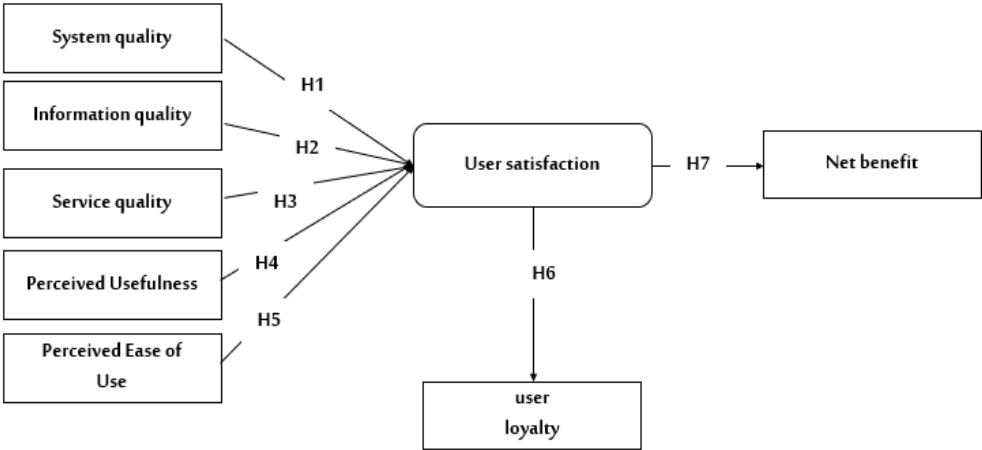 System quality
H1
Information quality
H2
User satisfaction
H7
Net benefit
Service quality
H3
Perceived Usefulness
H4
H6
H5
Perceived Ease of
Use
user
loyalty